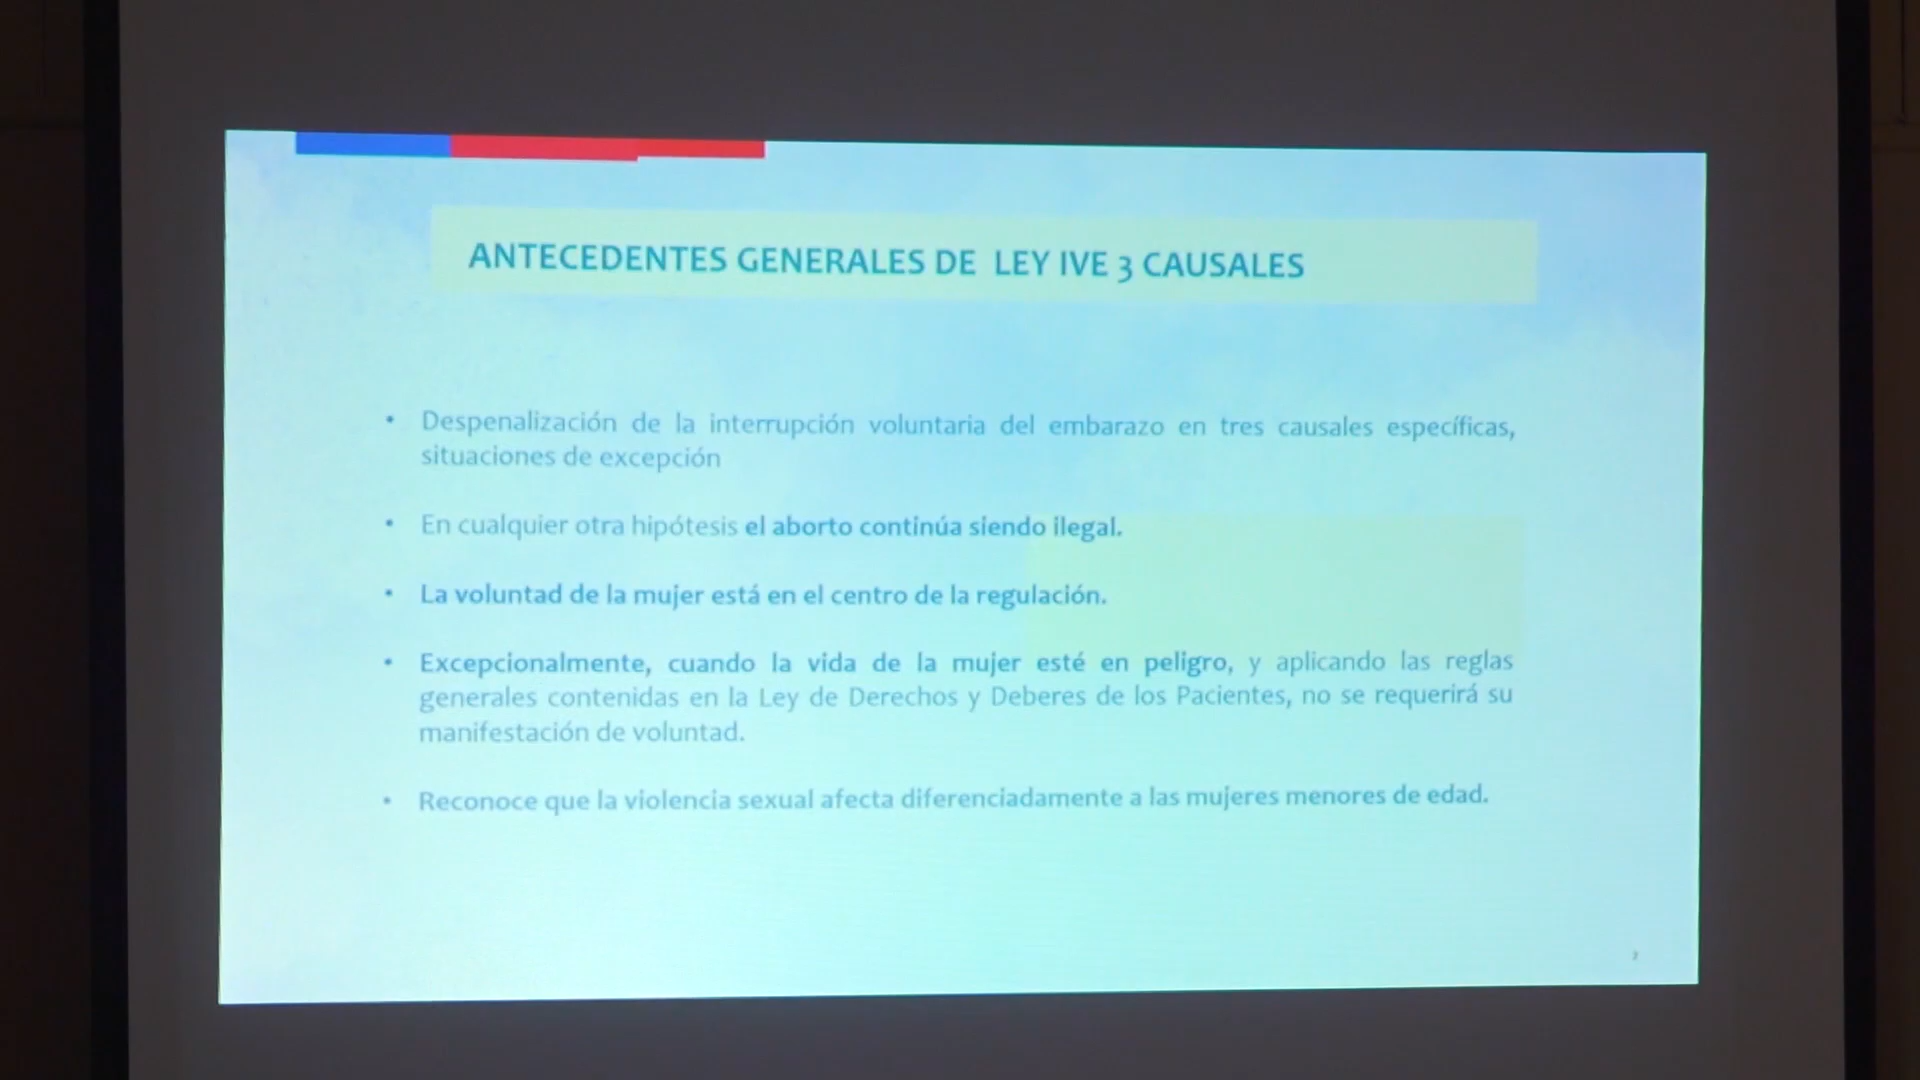 ANTECEDENTES GENERALES DE LEY IVE 3 CAUSALES
• Despenalización de la interrupción voluntaria del embarazo en tres causales específicas,
situaciones de excepción
• En cualquier otra hipótesis el aborto continúa siendo ilegal.
• La voluntad de la mujer está en el centro de la regulación.
• Excepcionalmente, cuando la vida de la mujer esté en peligro, y aplicando las reglas
generales contenidas en la Ley de Derechos y Deberes de los Pacientes, no se requerirá su
manifestación de voluntad.
• Reconoce que la violencia sexual afecta diferenciadamente a las mujeres menores de edad.